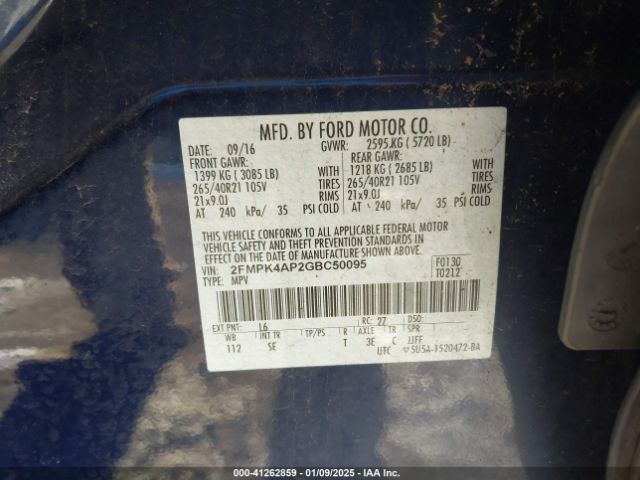 MFD. BY FORD MOTOR CO.
DATE: 09/16 GVWR: 2595.KG ( 5720 LB)
FRONT GAWR: REAR GAWR:
1399 KG ( 3085 LB) WITH 1218 KG ( 2685 LB) WITH
265/40R21 105V TIRES 265/40R21 105V TIRES
21x9.0J RIMS 21x9.0J RIMS
AT 240 kPa/ 35 PSI COLD AT 240 kPa/ 35 PSI COLD
THIS VEHICLE CONFORMS TO ALL APPLICABLE FEDERAL MOTOR
VEHICLE SAFETY AND THEFT PREVENTION STANDARDS IN EFFECT
ON THE DATE OF MANUFACTURE SHOWN ABOVE.
VIN: 2FMPK4AP2GBC50095 F0130
TYPE: MPV T0212
EXT PNT: L6 RC: 27 DSO:
WB INT TR TP/PS R AXLE TR SPR
112 SE T 3E C JJFF
UTC ▽5U5A-1520472-BA
000-41262859 - 01/09/2025 - IAA Inc.